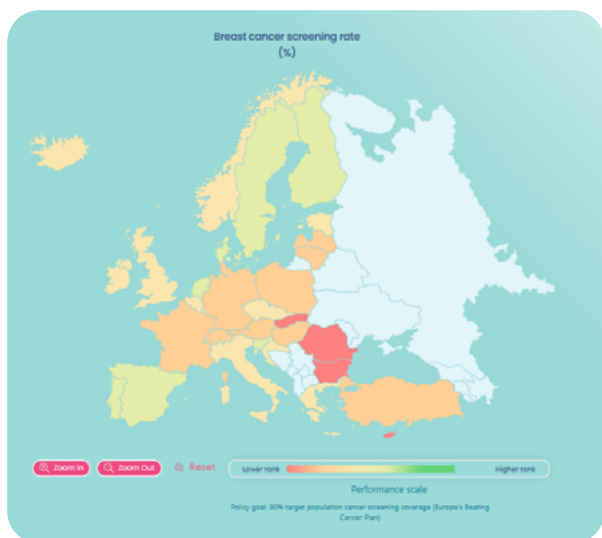 Breast cancer screening rate
(%)
Zoom In
Zoom Out
Reset
Lower rank
Higher rank
Performance scale
Policy goal: 90% target population cancer screening coverage (Europe's Beating
Cancer Plan)